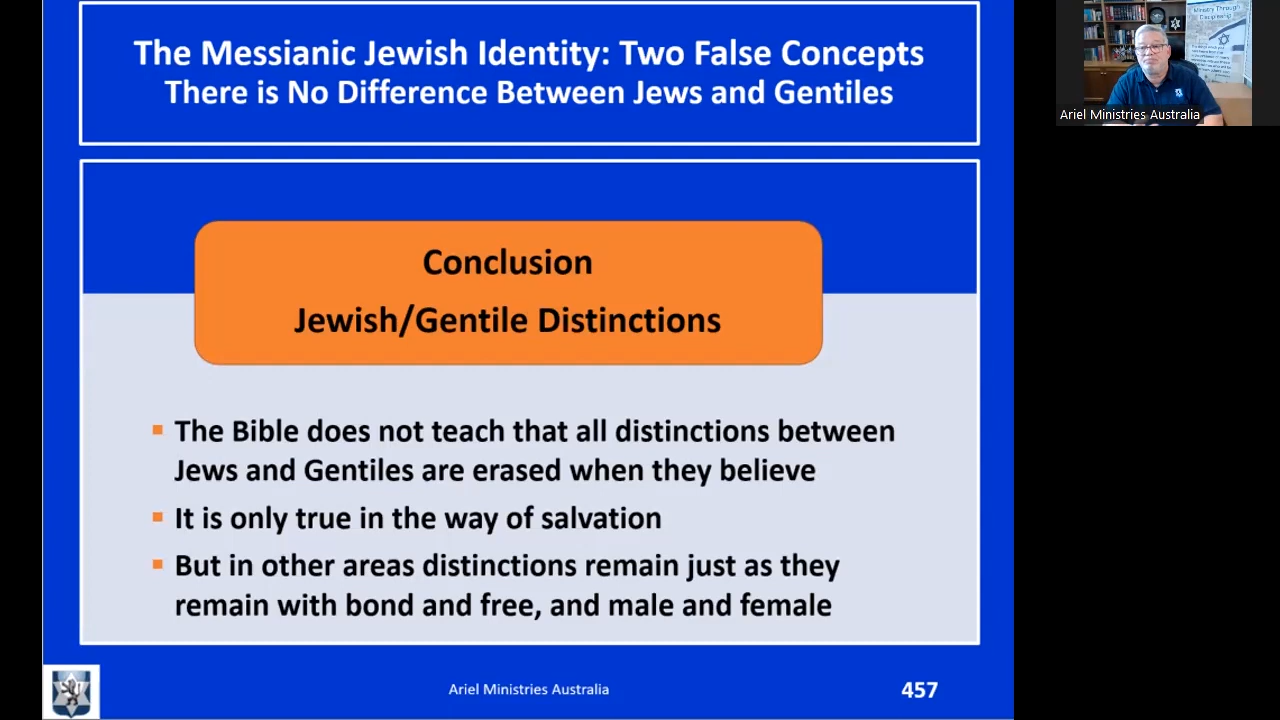 The Messianic Jewish Identity: Two False Concepts
There is No Difference Between Jews and Gentiles
Ministry Through
Discipleship
Ariel Ministries Australia
Conclusion
Jewish/Gentile Distinctions
▪ The Bible does not teach that all distinctions between
Jews and Gentiles are erased when they believe
▪ It is only true in the way of salvation
▪ But in other areas distinctions remain just as they
remain with bond and free, and male and female
Ariel Ministries Australia
457